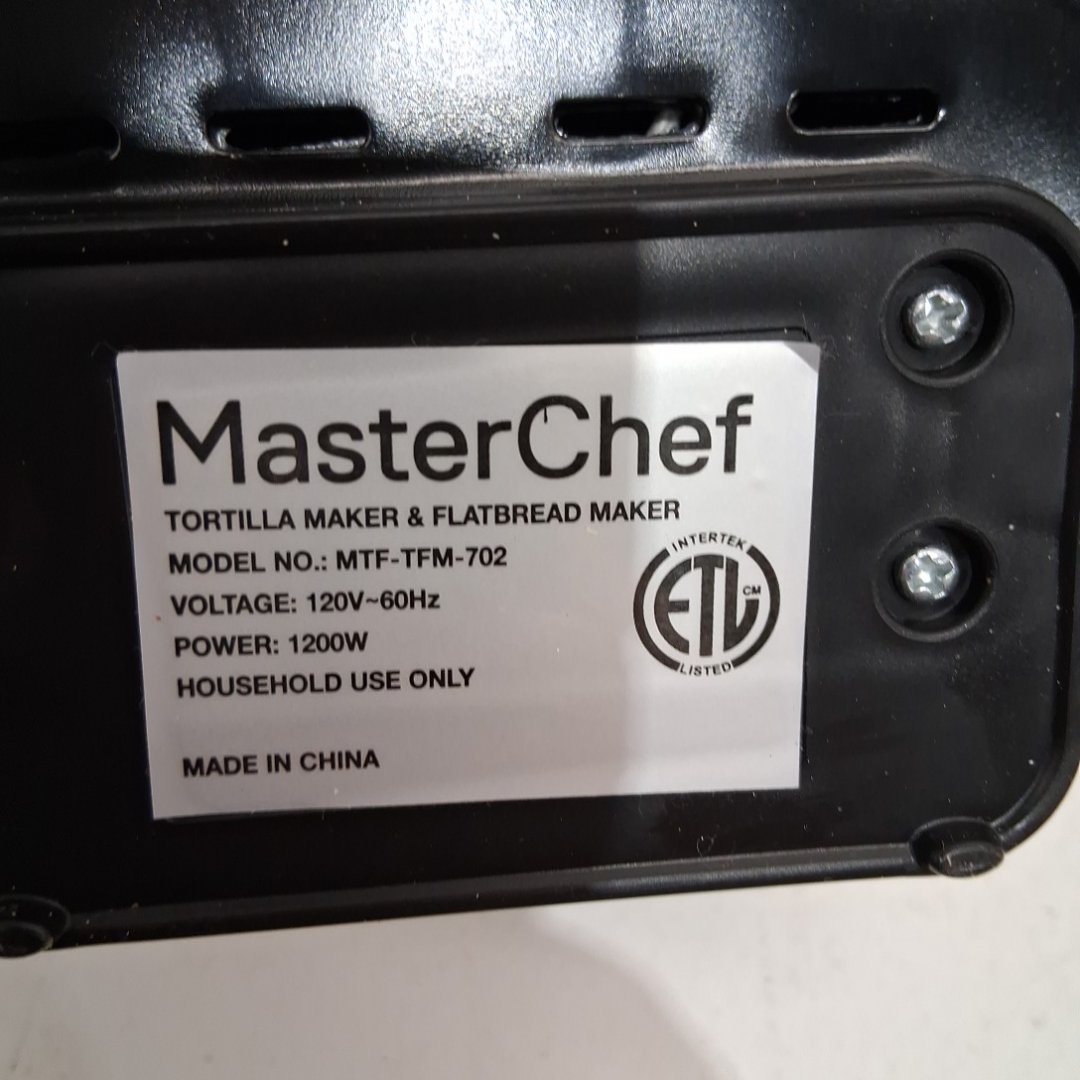 MasterChef
TORTILLA MAKER & FLATBREAD MAKER
MODEL NO.: MTF-TFM-702
VOLTAGE: 120V~60Hz
POWER: 1200W
HOUSEHOLD USE ONLY
MADE IN CHINA
INTERTEK
ETL CM
LISTED